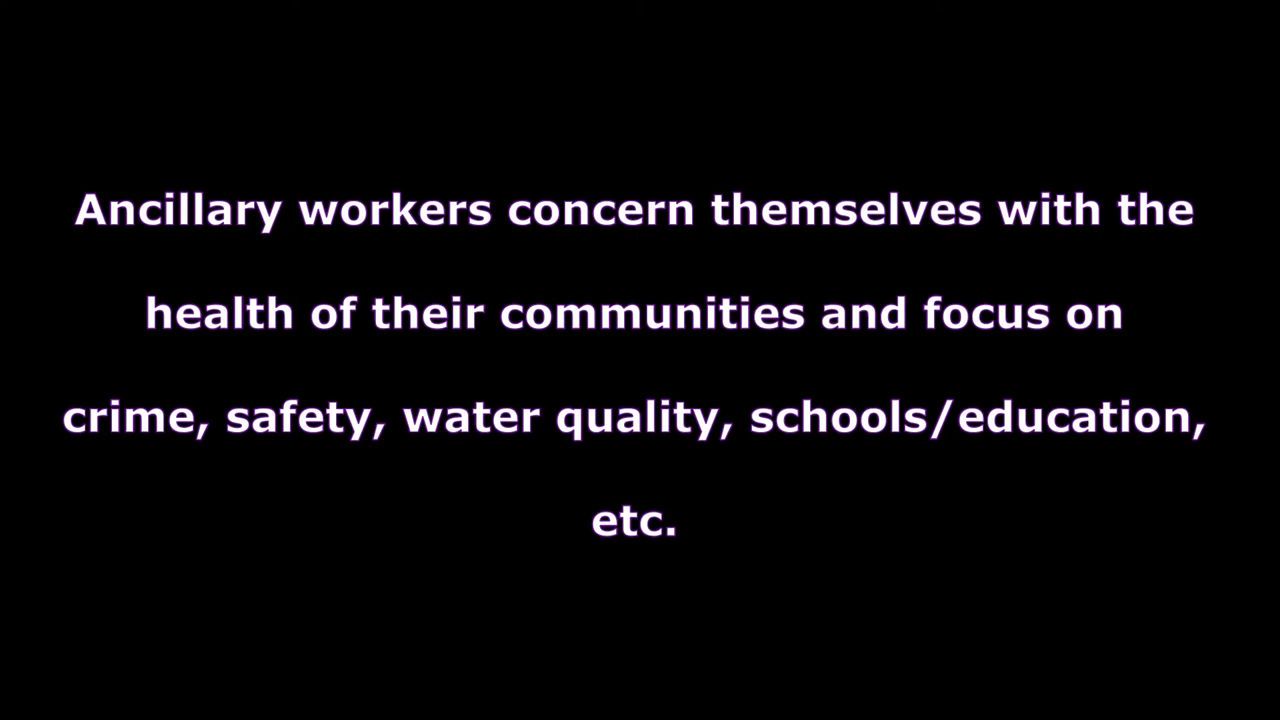 Ancillary workers concern themselves with the
health of their communities and focus on
crime, safety, water quality, schools/education,
etc.